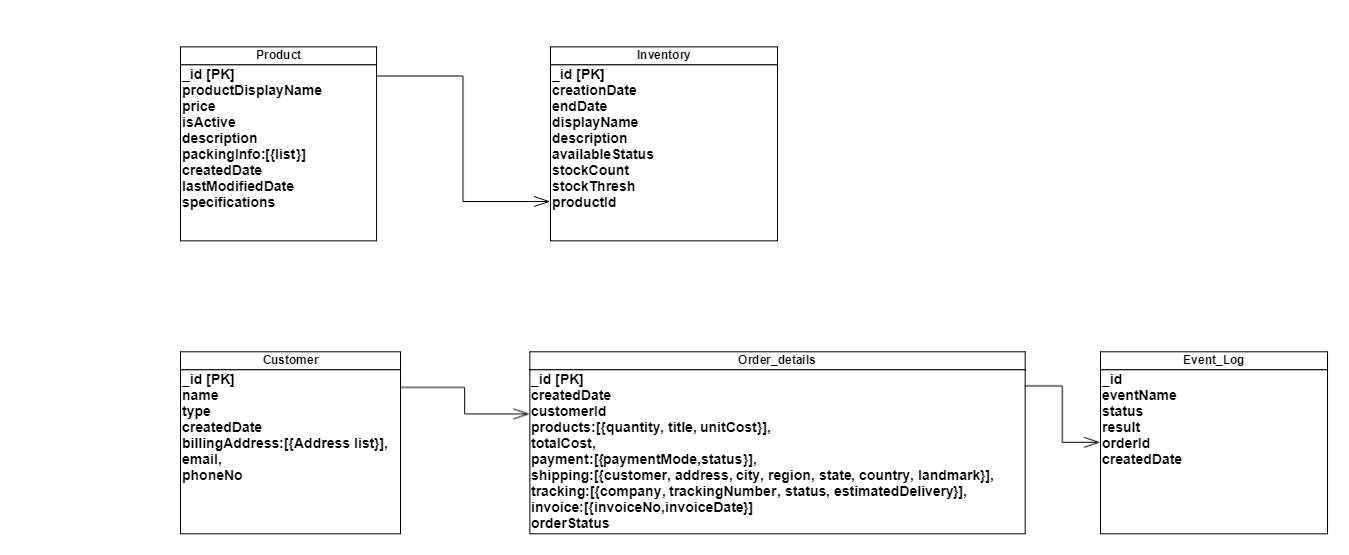 Product
_id [PK]
productDisplayName
price
isActive
description
packingInfo:[{list}]
createdDate
lastModifiedDate
specifications
Inventory
_id [PK]
creationDate
endDate
displayName
description
availableStatus
stockCount
stockThresh
productId
Customer
_id [PK]
name
type
createdDate
billingAddress:[{Address list}],
email,
phoneNo
Order_details
_id [PK]
createdDate
customerId
products:[{quantity, title, unitCost}],
totalCost,
payment:[{paymentMode,status}],
shipping:[{customer, address, city, region, state, country, landmark}],
tracking:[{company, trackingNumber, status, estimatedDelivery}],
invoice:[{invoiceNo,invoiceDate}]
orderStatus
Event_Log
_id
eventName
status
result
orderId
createdDate